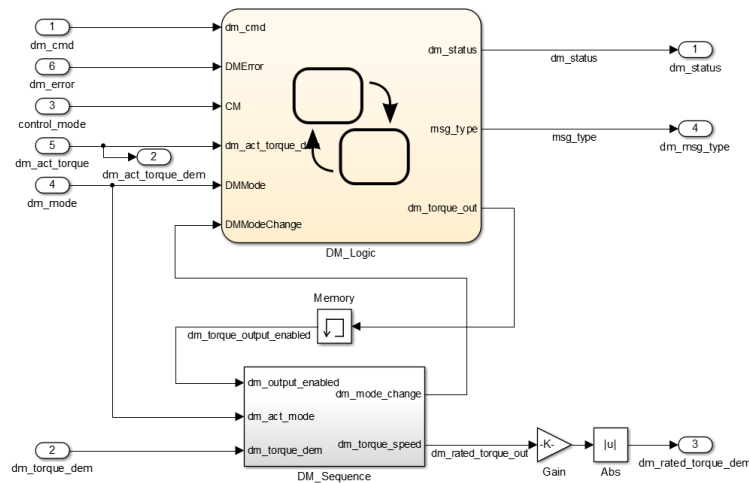 1
dm_cmd
6
dm_error
3
control_mode
5
dm_act_torque
2
dm_act_torque_dem
4
dm_mode
dm_cmd
DMError
CM
dm_act_torque_d
DMMode
DMModeChange
dm_status
msg_type
dm_torque_out
DM_Logic
dm_status
1
dm_status
msg_type
4
dm_msg_type
Memory
dm_torque_output_enabled
dm_output_enabled
dm_mode_change
dm_act_mode
dm_torque_dem
dm_torque_speed
DM_Sequence
2
dm_torque_dem
dm_rated_torque_out
-K-
Gain
|u|
Abs
3
dm_rated_torque_dem